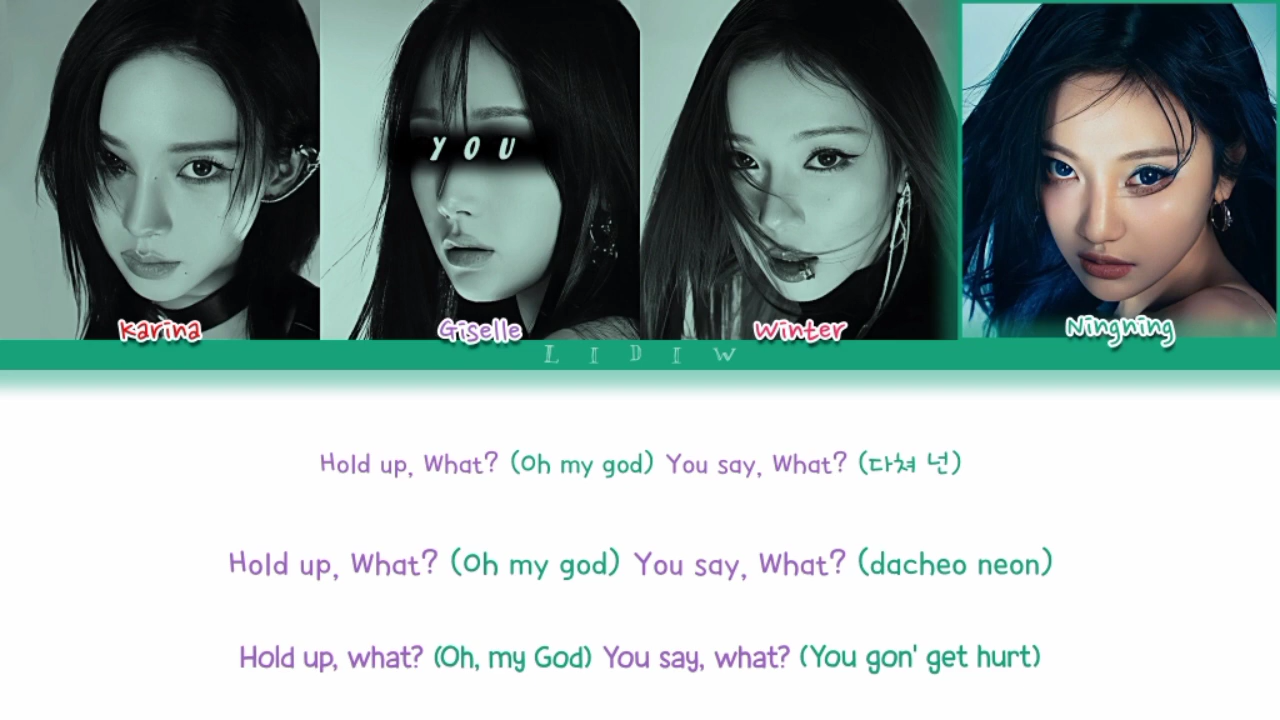 YOU
Karina Giselle Winter Ningning
LIDIW
Hold up, What? (Oh my god) You say, What? (다쳐 넌)
Hold up, What? (Oh my god) You say, What? (dacheo neon)
Hold up, what? (Oh, my God) You say, what? (You gon' get hurt)